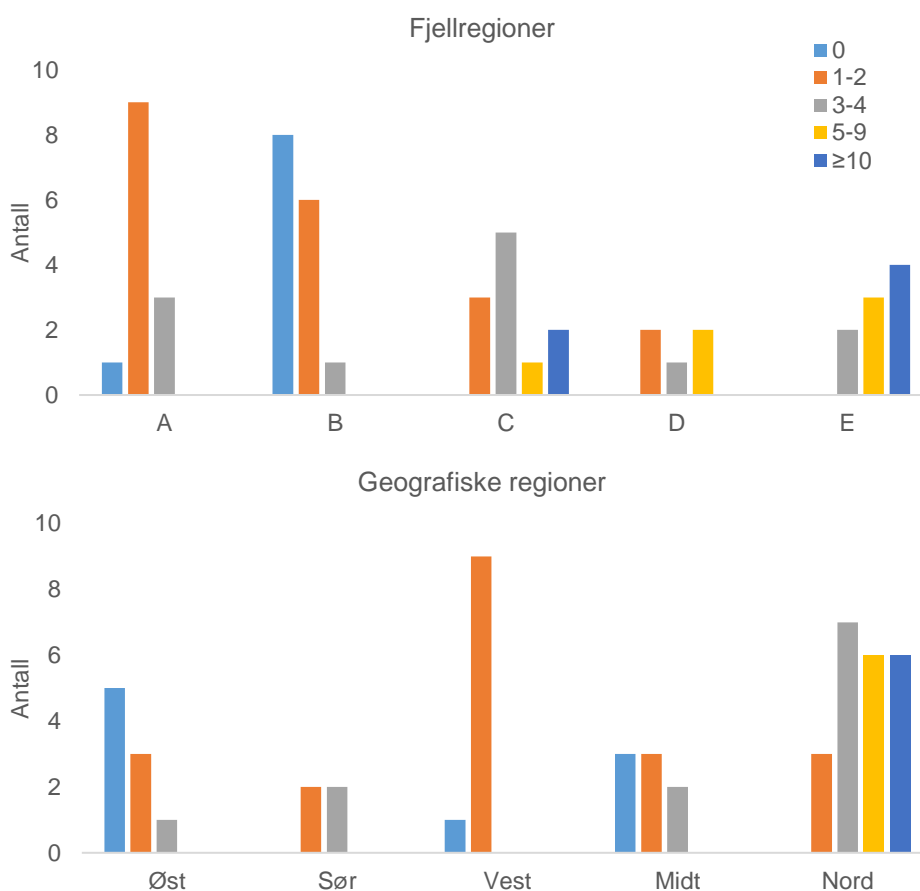 Fjellregioner
0
1-2
3-4
5-9
≥10
10
8
6
4
2
0
Antall
A B C D E
Geografiske regioner
10
8
6
4
2
0
Antall
Øst Sør Vest Midt Nord